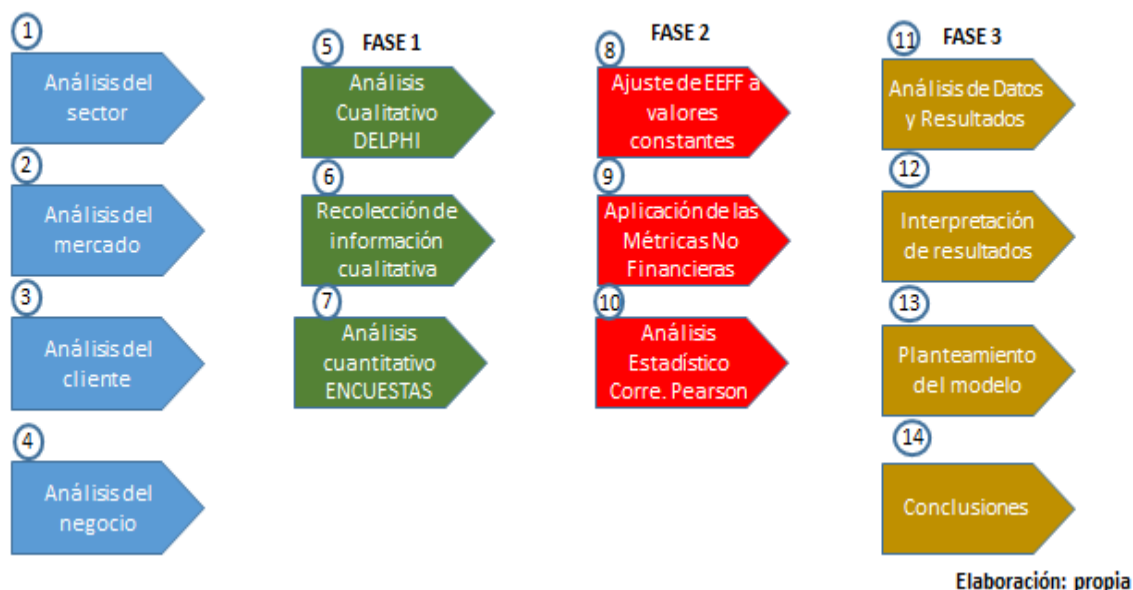 1
Análisis del
sector
2
Análisis del
mercado
3
Análisis del
cliente
4
Análisis del
negocio
FASE 1
5
Análisis
Cualitativo
DELPHI
6
Recolección de
información
cualitativa
7
Análisis
cuantitativo
ENCUESTAS
FASE 2
8
Ajuste de EEFF a
valores
constantes
9
Aplicación de las
Métricas No
Financieras
10
Análisis
Estadístico
Corre. Pearson
FASE 3
11
Análisis de Datos
y Resultados
12
Interpretación
de resultados
13
Planteamiento
del modelo
14
Conclusiones
Elaboración: propia